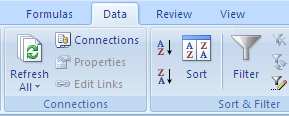 Formulas Data Review View
Connections
Refresh All
Properties
Edit Links
Connections
A Z
Z A
A Z Z A
Sort
Filter
Sort & Filter